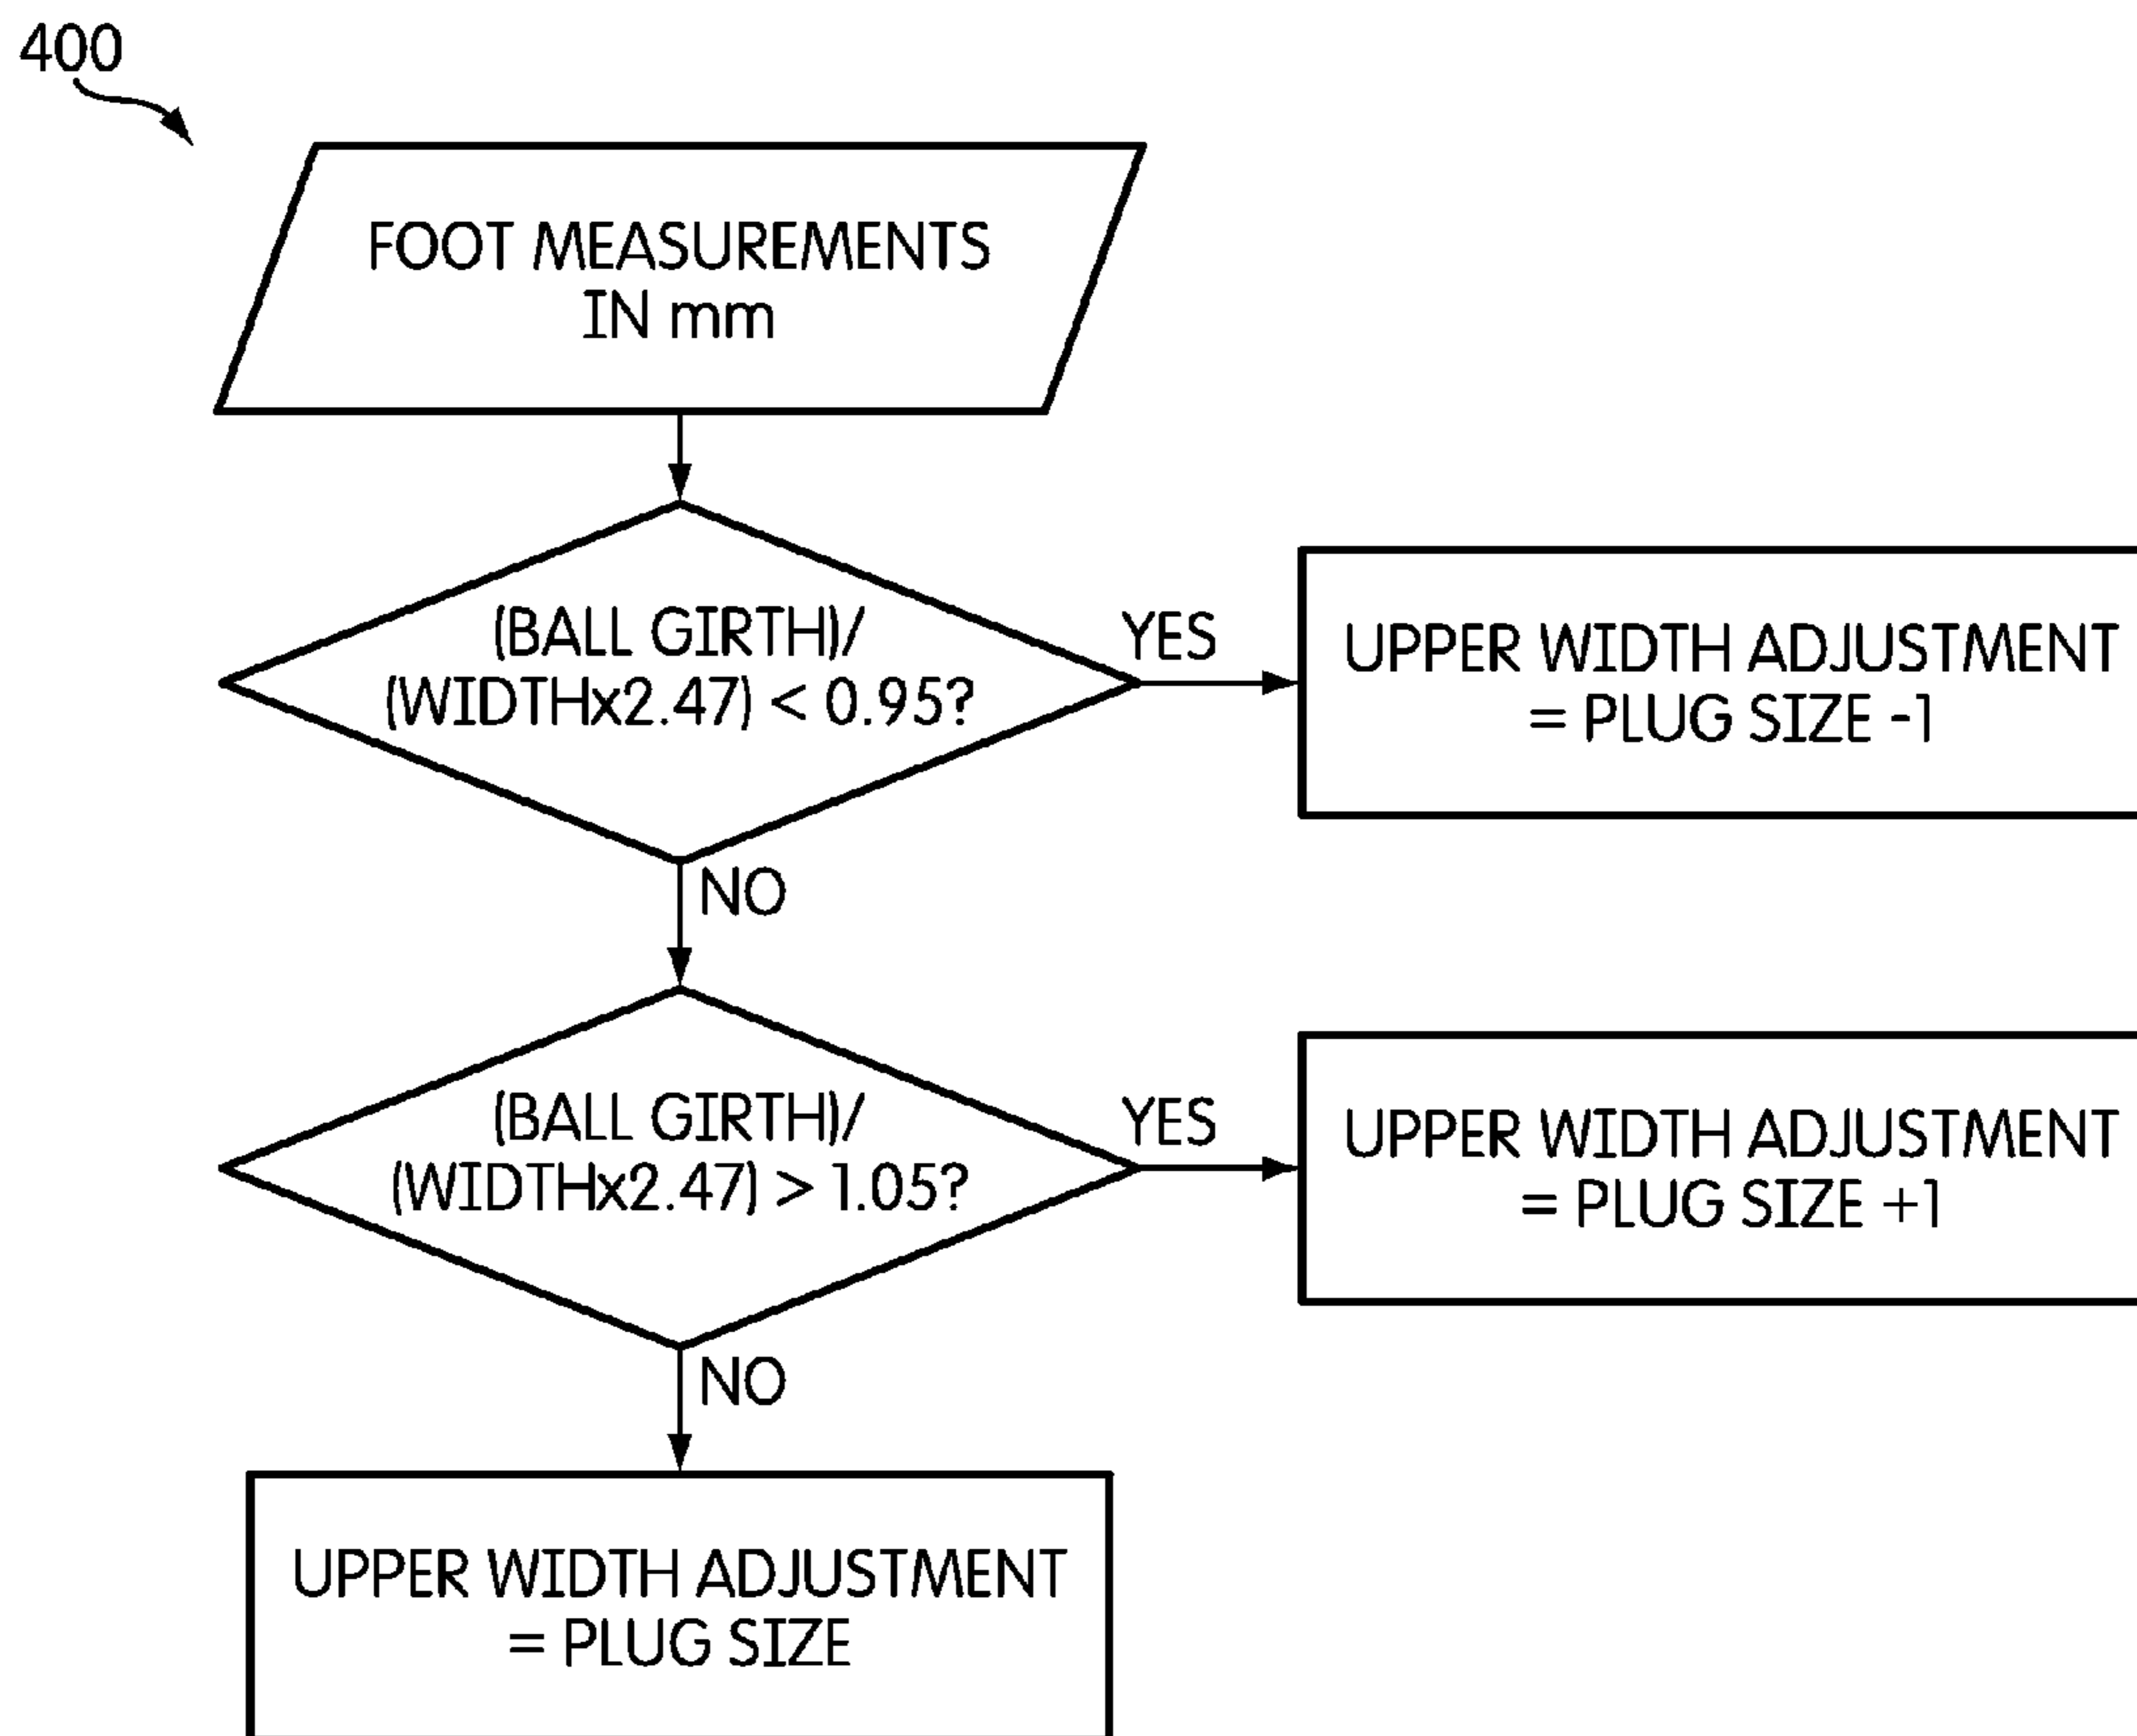 400
FOOT MEASUREMENTS
IN mm
(BALL GIRTH)/
(WIDTHx2.47) < 0.95?
YES
UPPER WIDTH ADJUSTMENT
= PLUG SIZE -1
NO
(BALL GIRTH)/
(WIDTHx2.47) > 1.05?
YES
UPPER WIDTH ADJUSTMENT
= PLUG SIZE +1
NO
UPPER WIDTH ADJUSTMENT
= PLUG SIZE